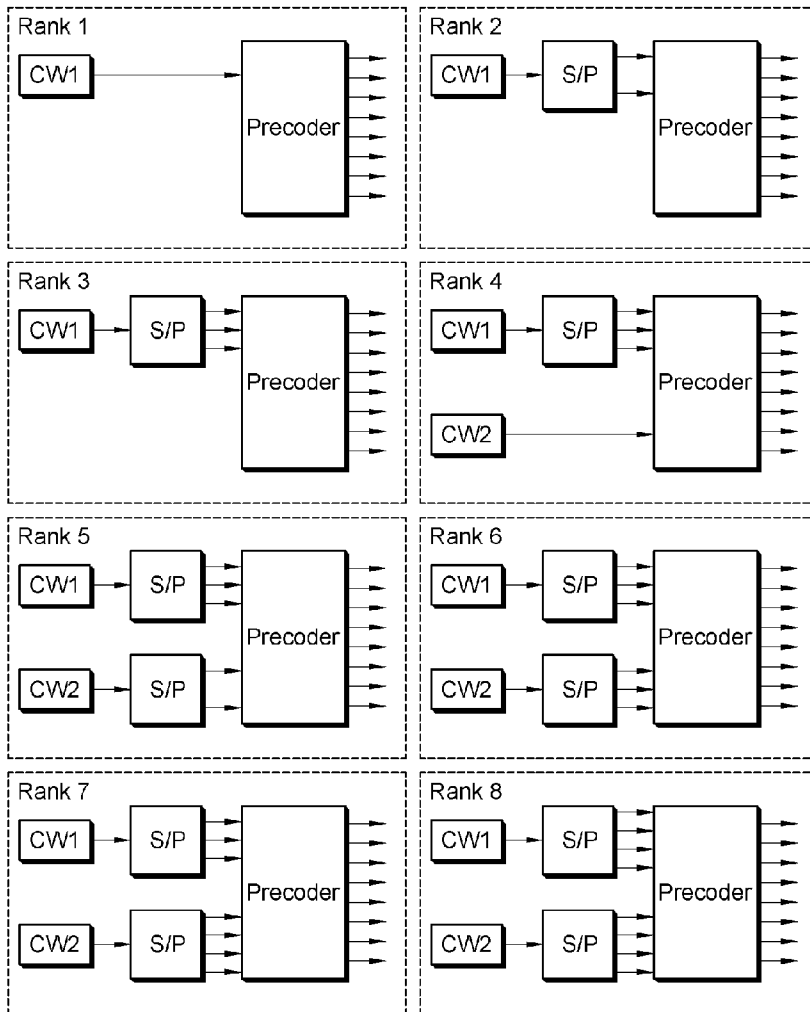 Rank 1
CW1
Precoder
Rank 2
CW1
S/P
Precoder
Rank 3
CW1
S/P
Precoder
Rank 4
CW1
S/P
Precoder
CW2
Rank 5
CW1
S/P
Precoder
CW2
S/P
Rank 6
CW1
S/P
Precoder
CW2
S/P
Rank 7
CW1
S/P
Precoder
CW2
S/P
Rank 8
CW1
S/P
Precoder
CW2
S/P